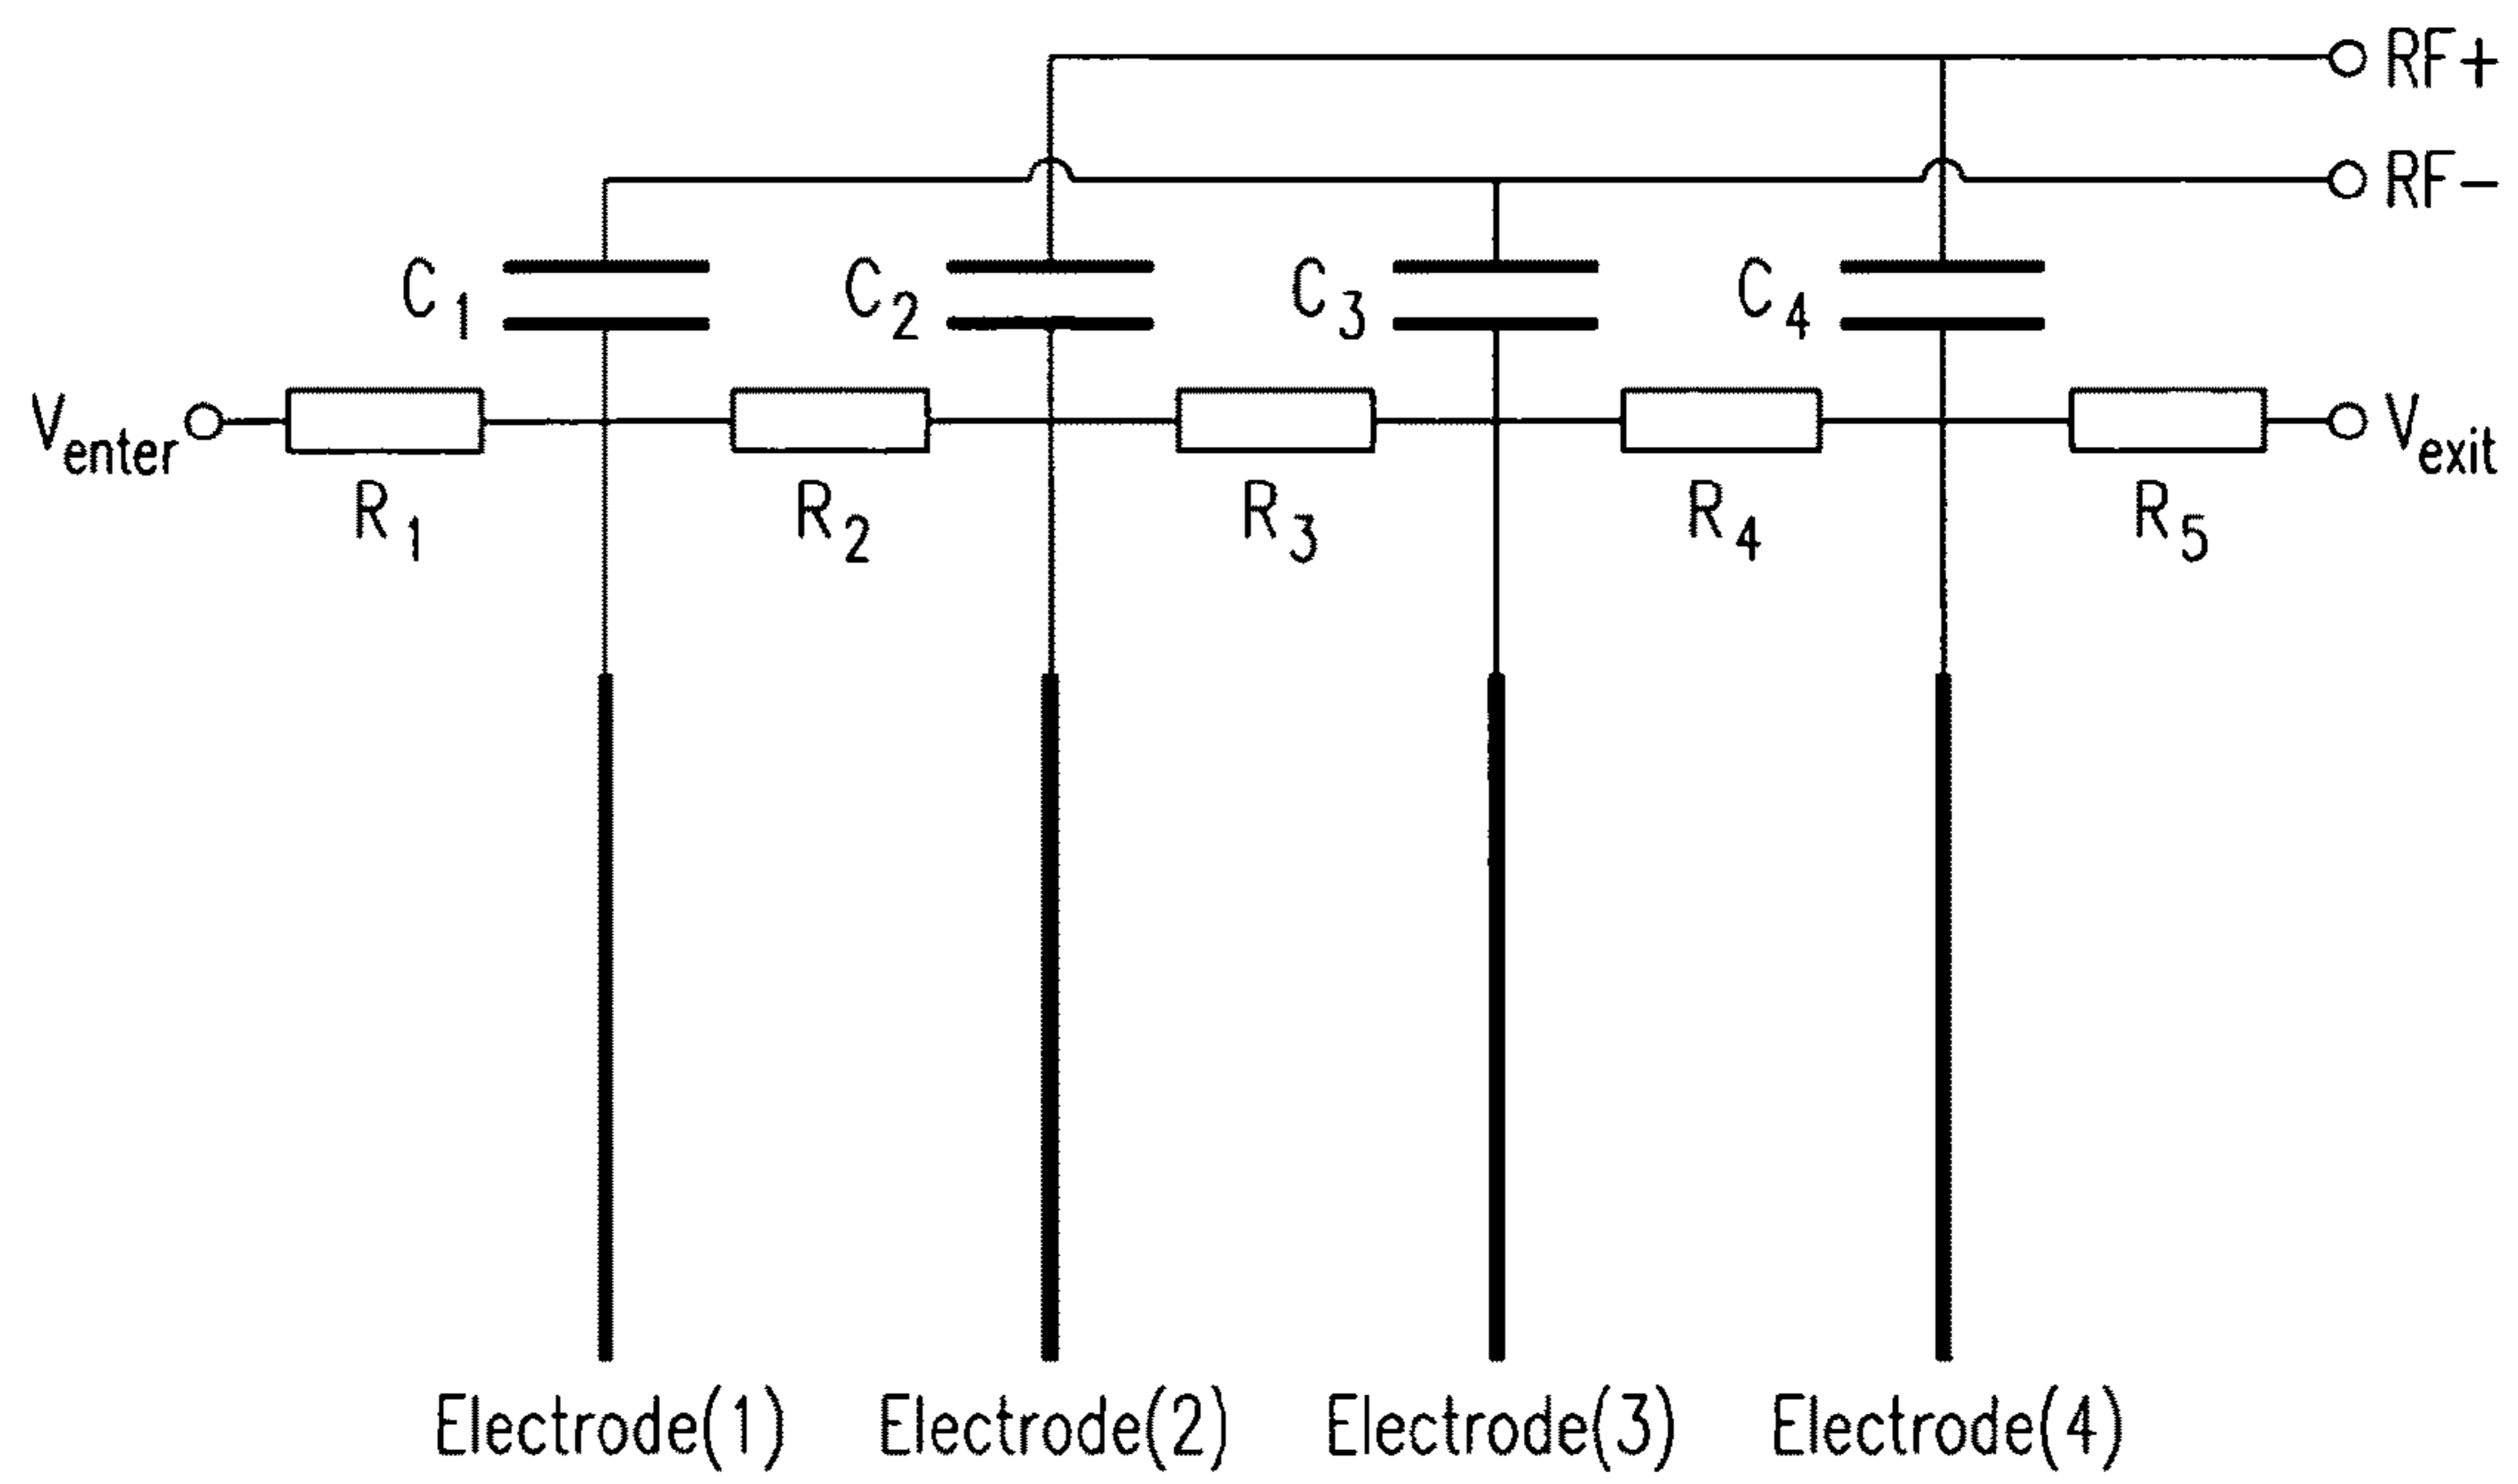 RF+
RF-
C1 C2 C3 C4
Venter Vexit
R1 R2 R3 R4 R5
Electrode(1) Electrode(2) Electrode(3) Electrode(4)